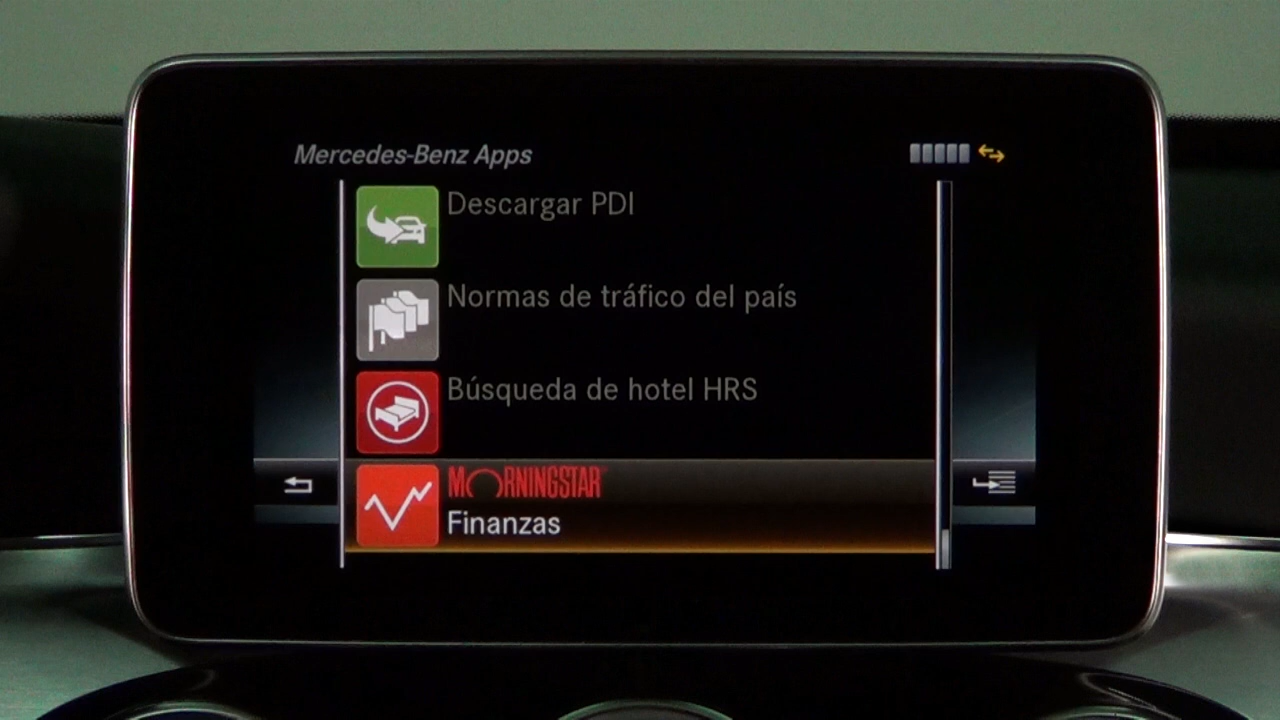 Mercedes-Benz Apps
Descargar PDI
Normas de tráfico del país
Búsqueda de hotel HRS
MORNINGSTAR
Finanzas